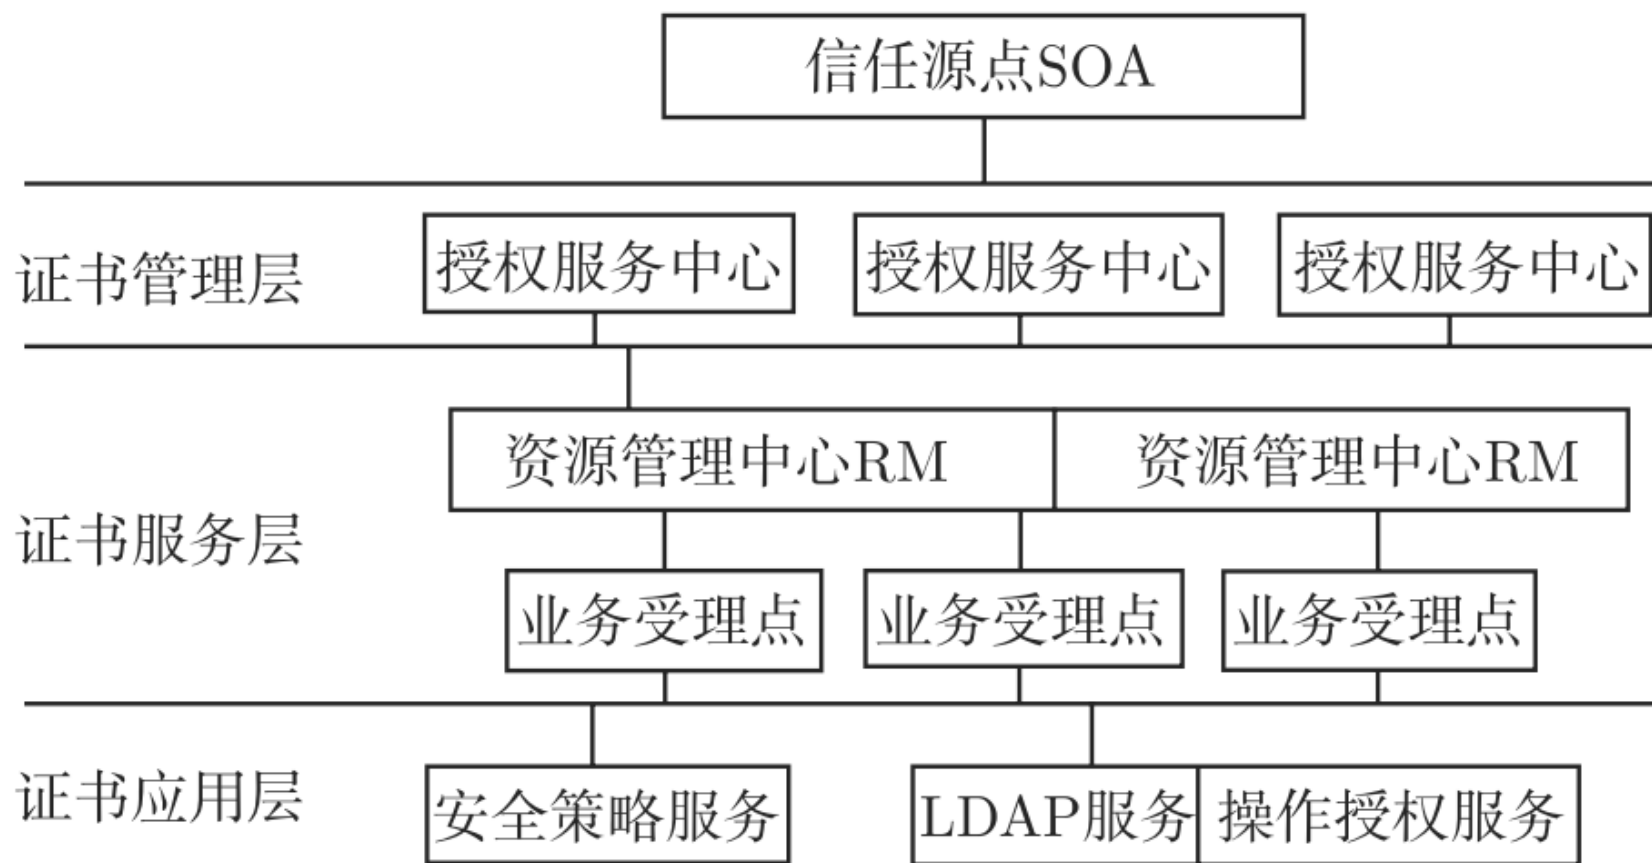 信任源点SOA
证书管理层
授权服务中心
授权服务中心
授权服务中心
资源管理中心RM
资源管理中心RM
证书服务层
业务受理点
业务受理点
业务受理点
证书应用层
安全策略服务
LDAP服务
操作授权服务